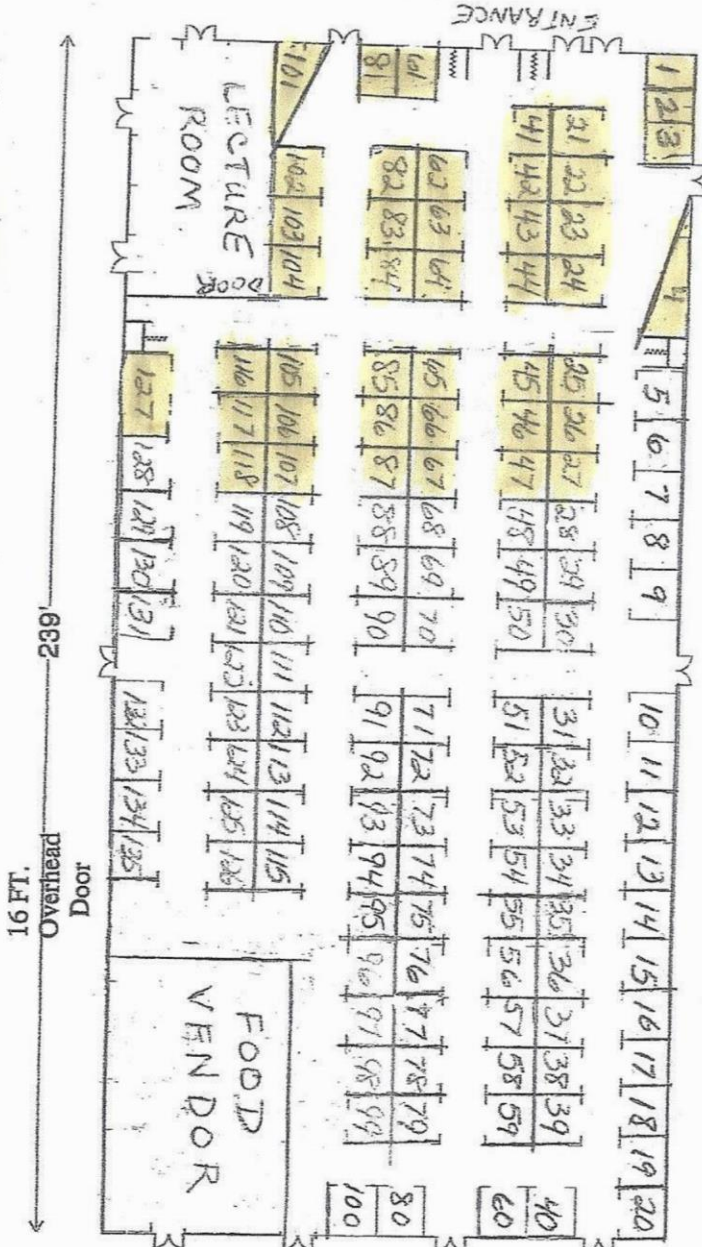 ENTRANCE
1 2 3 4 5 6 7 8 9 10 11 12 13 14 15 16 17 18 19 20
21 22 23 24 25 26 27 28 29 30 31 32 33 34 35 36 37 38 39 40
41 42 43 44 45 46 47 48 49 50 51 52 53 54 55 56 57 58 59 60
61 62 63 64 65 66 67 68 69 70 71 72 73 74 75 76 77 78 79 80
81 82 83 84 85 86 87 88 89 90 91 92 93 94 95 96 97 98 99 100
101 102 103 104 105 106 107 108 109 110 111 112 113 114 115
116 117 118 119 120 121 122 123 124 125 126
LECTURE
ROOM
DOOR
FOOD
VENDOR
127 128 129 130 131 132 133 134 135
239'
16 FT.
Overhead
Door